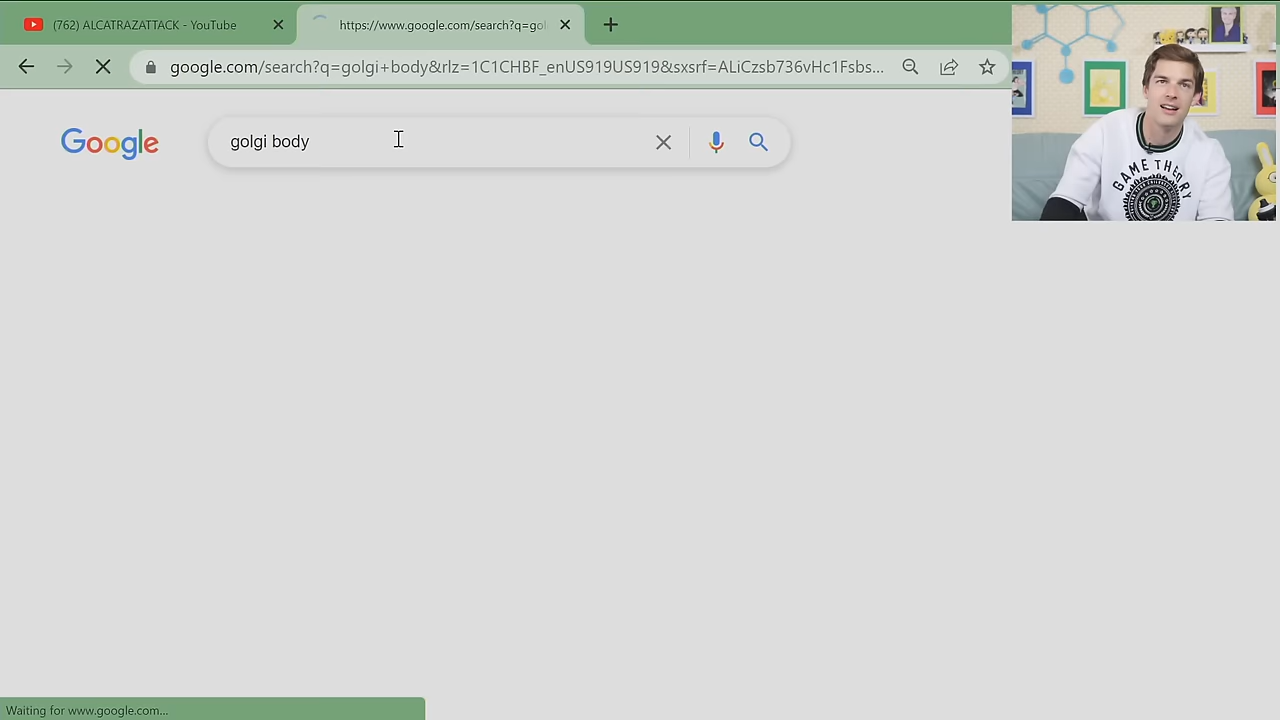 (762) ALCATRAZATTACK - YouTube
https://www.google.com/search?q=gol
google.com/search?q=golgi+body&rlz=1C1CHBF_enUS919US919&sxsrf=ALiCzsb736vHc1Fsbs...
Google
golgi body
GAME THEORY
Waiting for www.google.com...